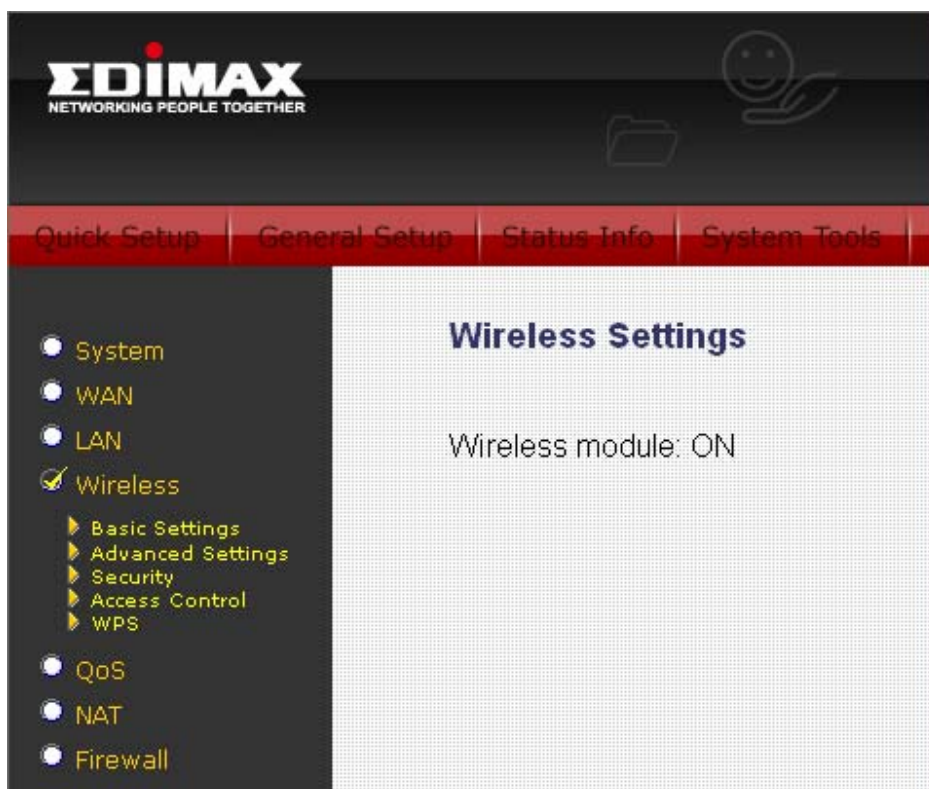 EDIMAX
NETWORKING PEOPLE TOGETHER
Quick Setup
General Setup
Status Info
System Tools
System
WAN
LAN
Wireless
Basic Settings
Advanced Settings
Security
Access Control
WPS
QoS
NAT
Firewall
Wireless Settings
Wireless module: ON